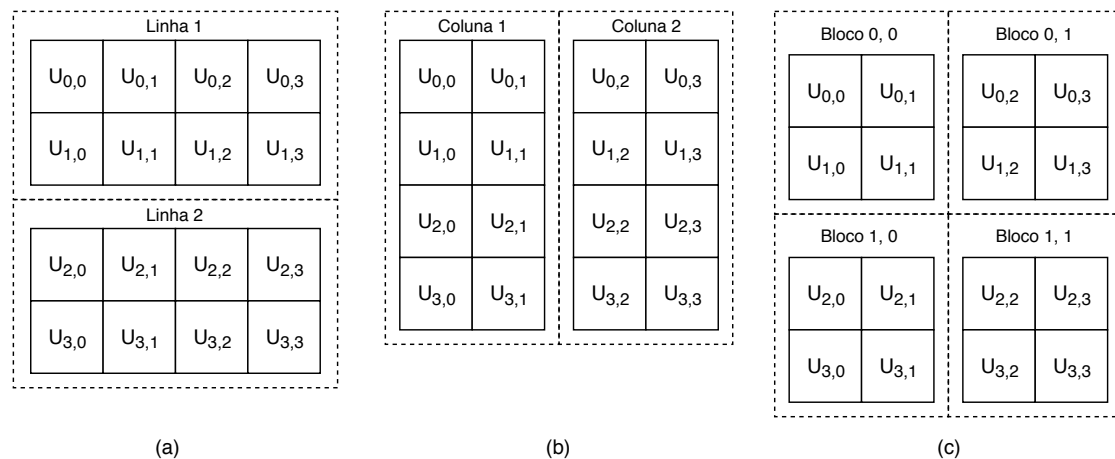 Linha 1
U0,0 U0,1 U0,2 U0,3
U1,0 U1,1 U1,2 U1,3
Linha 2
U2,0 U2,1 U2,2 U2,3
U3,0 U3,1 U3,2 U3,3
(a)
Coluna 1 Coluna 2
U0,0 U0,1 U0,2 U0,3
U1,0 U1,1 U1,2 U1,3
U2,0 U2,1 U2,2 U2,3
U3,0 U3,1 U3,2 U3,3
(b)
Bloco 0, 0 Bloco 0, 1
U0,0 U0,1 U0,2 U0,3
U1,0 U1,1 U1,2 U1,3
Bloco 1, 0 Bloco 1, 1
U2,0 U2,1 U2,2 U2,3
U3,0 U3,1 U3,2 U3,3
(c)